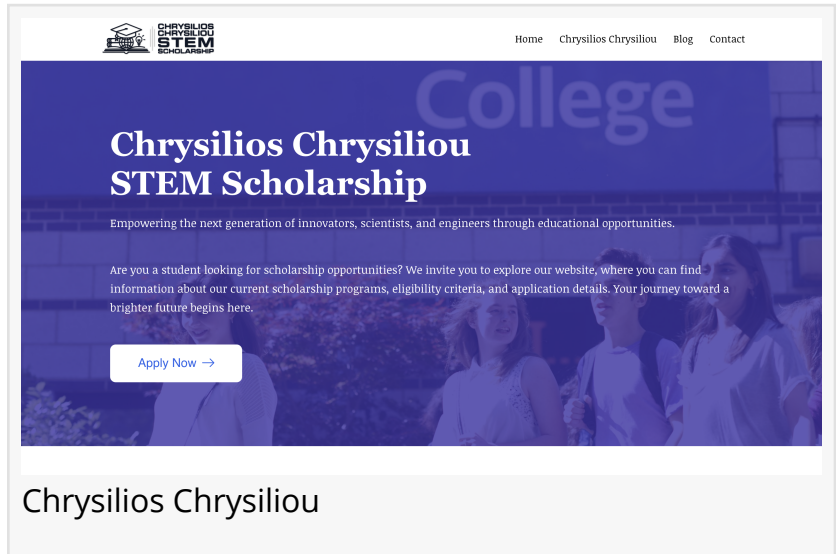 CHRYSILIOS
CHRYSILIOU
STEM
SCHOLARSHIP
Home Chrysilios Chrysiliou Blog Contact
College
Chrysilios Chrysiliou
STEM Scholarship
Empowering the next generation of innovators, scientists, and engineers through educational opportunities.
Are you a student looking for scholarship opportunities? We invite you to explore our website, where you can find
information about our current scholarship programs, eligibility criteria, and application details. Your journey toward a
brighter future begins here.
Apply Now →
Chrysilios Chrysiliou